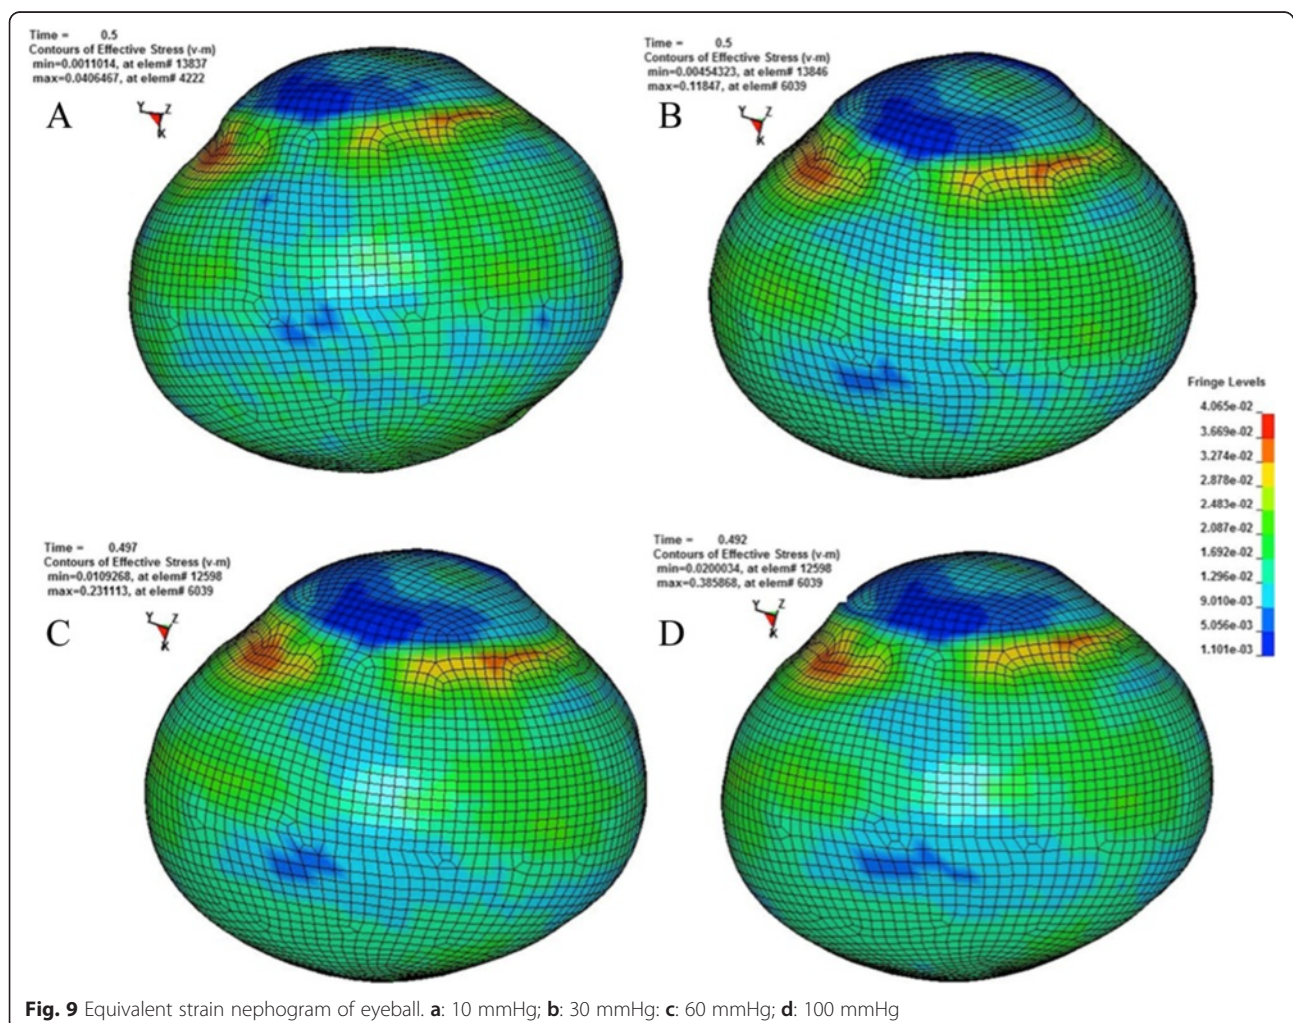 Time = 0.5
Contours of Effective Stress (v-m)
min=0.0011014, at elem# 13837
max=0.0406467, at elem# 4222
Y Z
X
A
Time = 0.5
Contours of Effective Stress (v-m)
min=0.00454323, at elem# 13846
max=0.11847, at elem# 6039
Y Z
X
B
Fringe Levels
4.065e-02
3.669e-02
3.274e-02
2.878e-02
2.483e-02
2.087e-02
1.692e-02
1.296e-02
9.010e-03
5.056e-03
1.101e-03
Time = 0.497
Contours of Effective Stress (v-m)
min=0.0109268, at elem# 12598
max=0.231113, at elem# 6039
Y Z
X
C
Time = 0.492
Contours of Effective Stress (v-m)
min=0.0200034, at elem# 12598
max=0.385868, at elem# 6039
Y Z
X
D
Fig. 9 Equivalent strain nephogram of eyeball. a: 10 mmHg; b: 30 mmHg: c: 60 mmHg; d: 100 mmHg